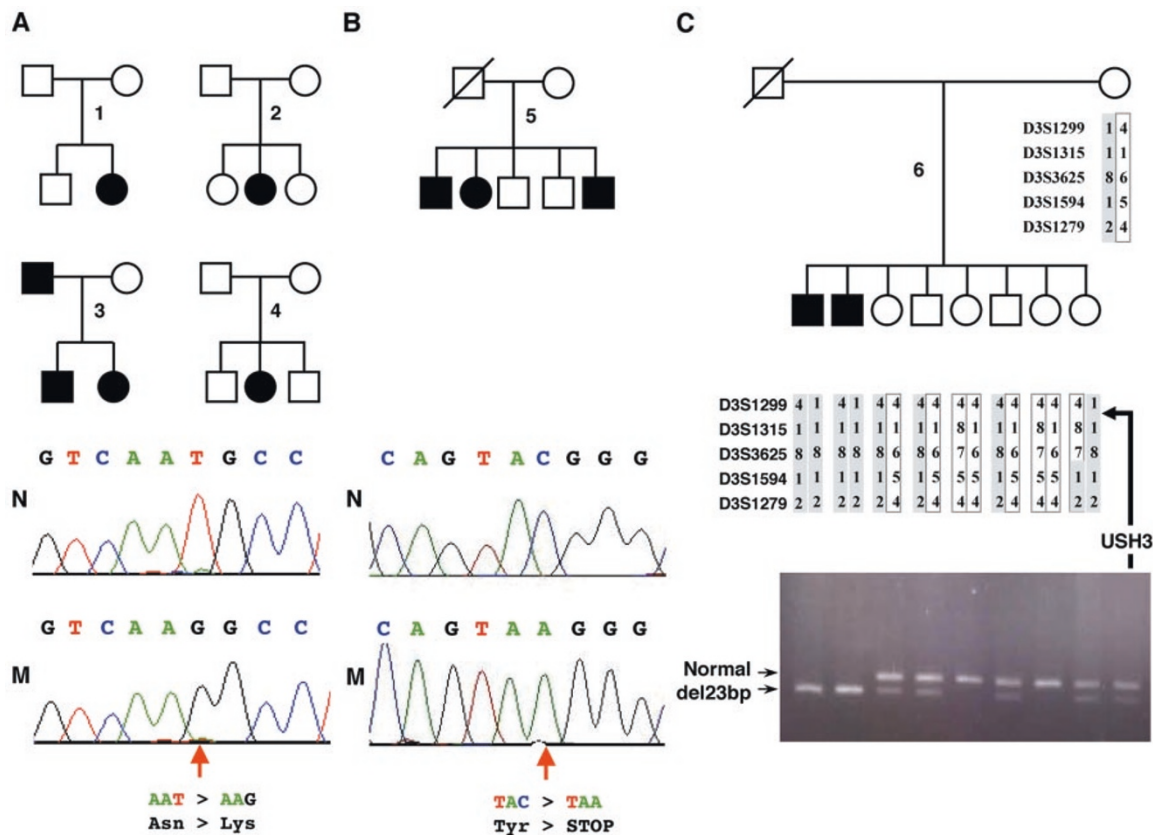 A B C
1
2
5
6
D3S1299 1 4
D3S1315 1 1
D3S3625 8 6
D3S1594 1 5
D3S1279 2 4
3
4
D3S1299 4 1 4 1 4 4 4 4 4 4 4 4 4 4 4 1
D3S1315 1 1 1 1 1 1 1 1 8 1 1 1 8 1 8 1
D3S3625 8 8 8 8 8 6 8 6 7 6 8 6 7 6 7 8
D3S1594 1 1 1 1 1 5 1 5 5 5 1 5 5 5 1 1
D3S1279 2 2 2 2 2 4 2 4 4 4 2 4 4 4 2 2
USH3
G T C A A T G C C
N
G T C A A G G C C
M
AAT > AAG
Asn > Lys
C A G T A C G G G
N
C A G T A A G G G
M
TAC > TAA
Tyr > STOP
Normal
del23bp